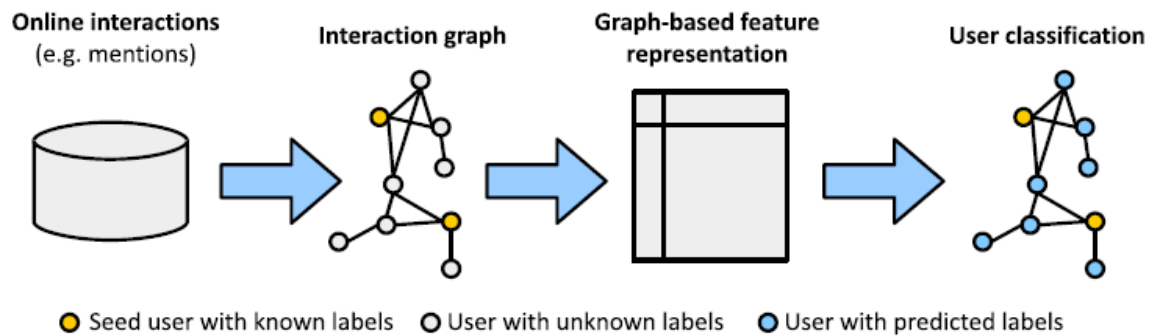 Online interactions
(e.g. mentions)
Interaction graph
Graph-based feature
representation
User classification
Seed user with known labels
User with unknown labels
User with predicted labels